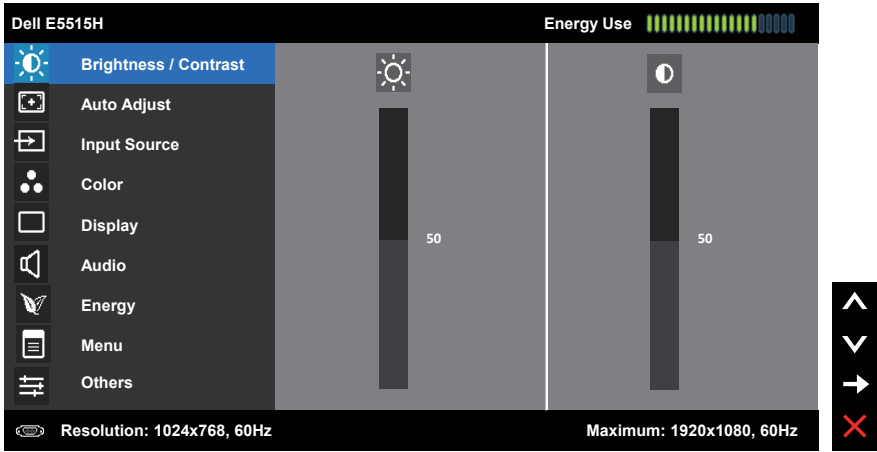 Dell E5515H
Energy Use
Brightness / Contrast
Auto Adjust
Input Source
Color
Display
Audio
Energy
Menu
Others
50
50
Resolution: 1024x768, 60Hz
Maximum: 1920x1080, 60Hz